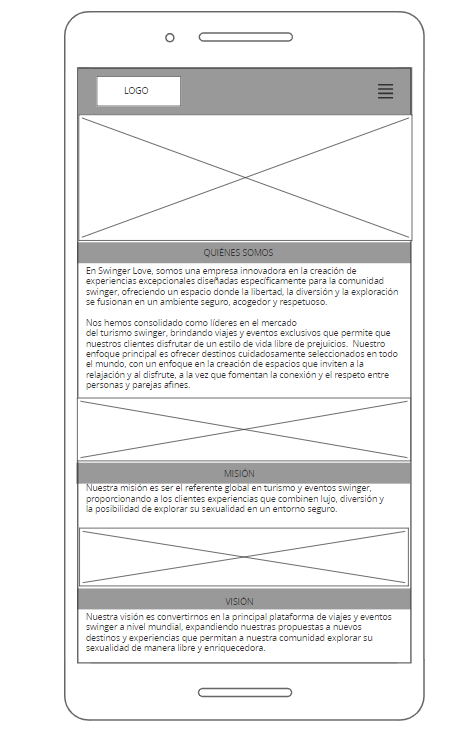 LOGO
QUIÉNES SOMOS
En Swinger Love, somos una empresa innovadora en la creación de
experiencias excepcionales diseñadas específicamente para la comunidad
swinger, ofreciendo un espacio donde la libertad, la diversión y la exploración
se fusionan en un ambiente seguro, acogedor y respetuoso.
Nos hemos consolidado como líderes en el mercado
del turismo swinger, brindando viajes y eventos exclusivos que permite que
nuestros clientes disfrutar de un estilo de vida libre de prejuicios. Nuestro
enfoque principal es ofrecer destinos cuidadosamente seleccionados en todo
el mundo, con un enfoque en la creación de espacios que inviten a la
relajación y al disfrute, a la vez que fomentan la conexión y el respeto entre
personas y parejas afines.
MISIÓN
Nuestra misión es ser el referente global en turismo y eventos swinger,
proporcionando a los clientes experiencias que combinen lujo, diversión y
la posibilidad de explorar su sexualidad en un entorno seguro.
VISIÓN
Nuestra visión es convertirnos en la principal plataforma de viajes y eventos
swinger a nivel mundial, expandiendo nuestras propuestas a nuevos
destinos y experiencias que permitan a nuestra comunidad explorar su
sexualidad de manera libre y enriquecedora.